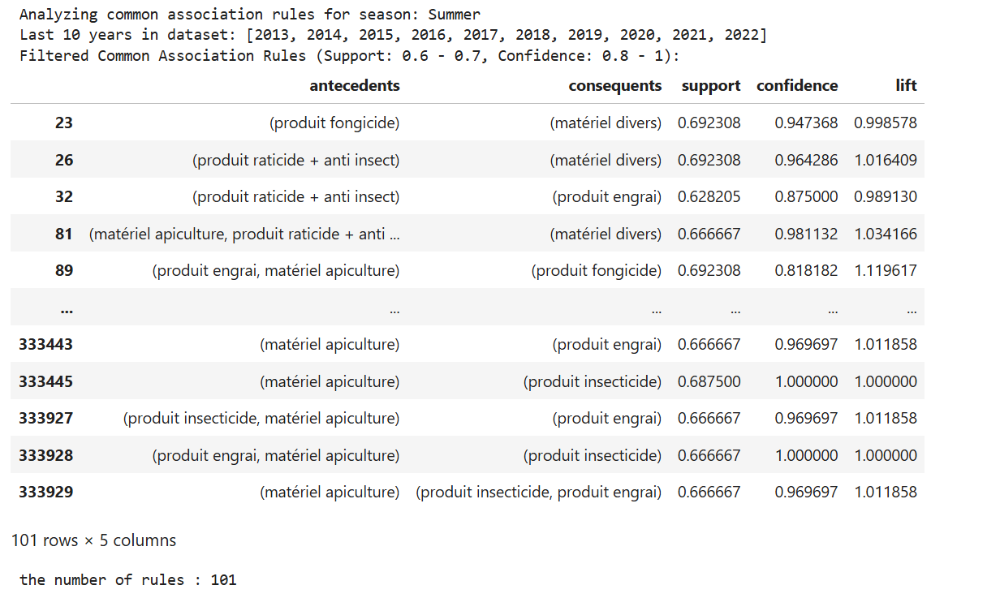 Analyzing common association rules for season: Summer
Last 10 years in dataset: [2013, 2014, 2015, 2016, 2017, 2018, 2019, 2020, 2021, 2022]
Filtered Common Association Rules (Support: 0.6 - 0.7, Confidence: 0.8 - 1):
antecedents consequents support confidence lift
23 (produit fongicide) (matériel divers) 0.692308 0.947368 0.998578
26 (produit raticide + anti insect) (matériel divers) 0.692308 0.964286 1.016409
32 (produit raticide + anti insect) (produit engrai) 0.628205 0.875000 0.989130
81 (matériel apiculture, produit raticide + anti ... (matériel divers) 0.666667 0.981132 1.034166
89 (produit engrai, matériel apiculture) (produit fongicide) 0.692308 0.818182 1.119617
... ... ... ... ... ...
333443 (matériel apiculture) (produit engrai) 0.666667 0.969697 1.011858
333445 (matériel apiculture) (produit insecticide) 0.687500 1.000000 1.000000
333927 (produit insecticide, matériel apiculture) (produit engrai) 0.666667 0.969697 1.011858
333928 (produit engrai, matériel apiculture) (produit insecticide) 0.666667 1.000000 1.000000
333929 (matériel apiculture) (produit insecticide, produit engrai) 0.666667 0.969697 1.011858
101 rows × 5 columns
the number of rules : 101